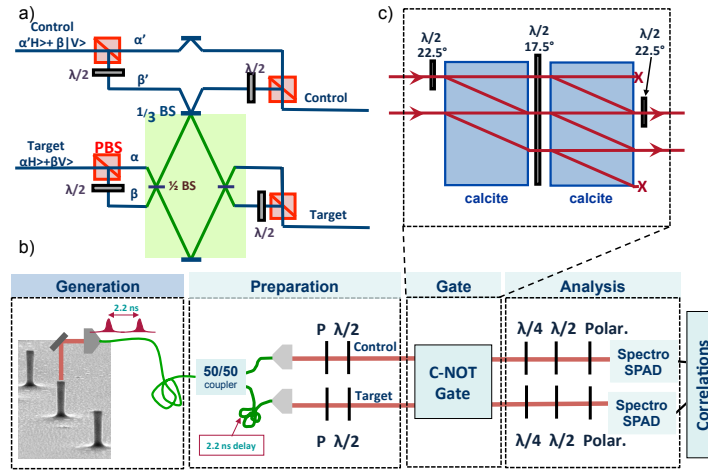 a)
Control
α'H>+ β|V>
α'
λ/2
β'
λ/2
Control
1/3 BS
Target
αH>+βV>
PBS
α
λ/2
β
½ BS
λ/2
Target
c)
λ/2
22.5°
λ/2
17.5°
λ/2
22.5°
X
X
calcite
calcite
b)
Generation
Preparation
Gate
Analysis
2.2 ns
50/50
coupler
2.2 ns delay
P λ/2
Control
Target
P λ/2
C-NOT
Gate
λ/4 λ/2 Polar.
Spectro
SPAD
Spectro
SPAD
λ/4 λ/2 Polar.
Correlations